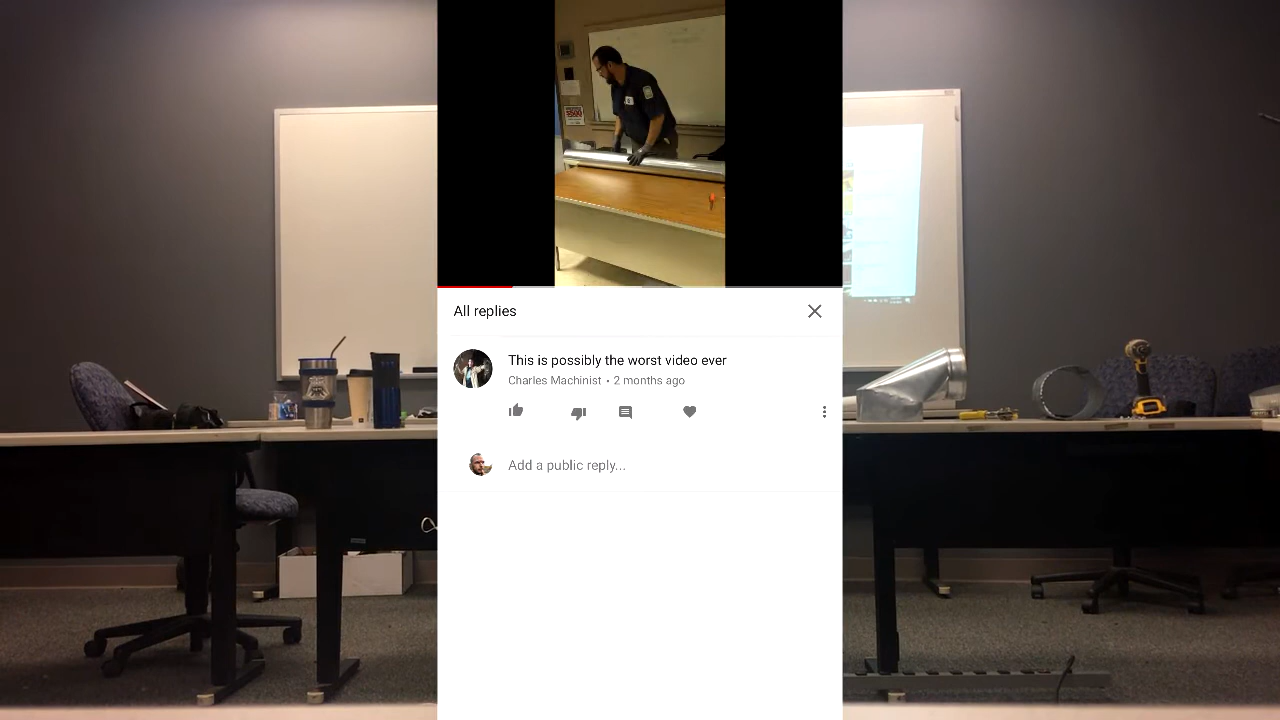 All replies
This is possibly the worst video ever
Charles Machinist • 2 months ago
Add a public reply...